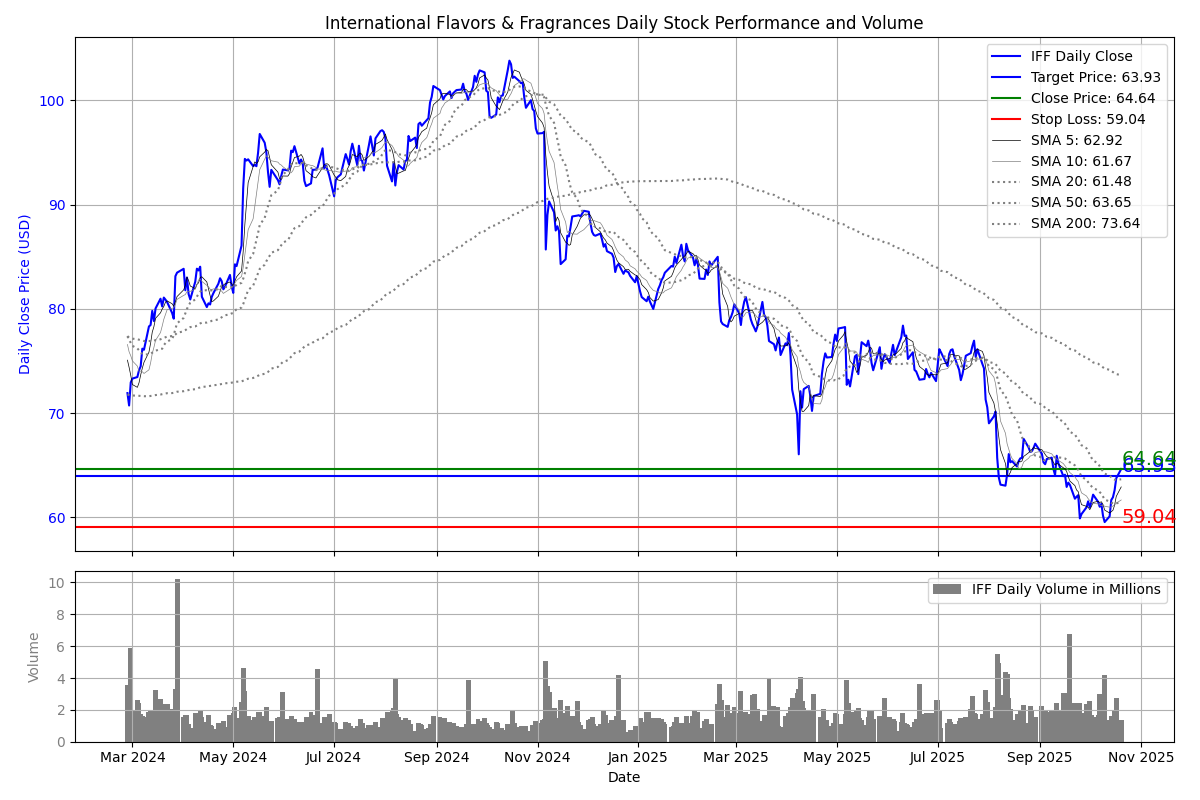 International Flavors & Fragrances Daily Stock Performance and Volume
Daily Close Price (USD)
100
90
80
70
60
IFF Daily Close
Target Price: 63.93
Close Price: 64.64
Stop Loss: 59.04
SMA 5: 62.92
SMA 10: 61.67
SMA 20: 61.48
SMA 50: 63.65
SMA 200: 73.64
64.64
63.93
59.04
Volume
10
8
6
4
2
0
IFF Daily Volume in Millions
Mar 2024 May 2024 Jul 2024 Sep 2024 Nov 2024 Jan 2025 Mar 2025 May 2025 Jul 2025 Sep 2025 Nov 2025
Date